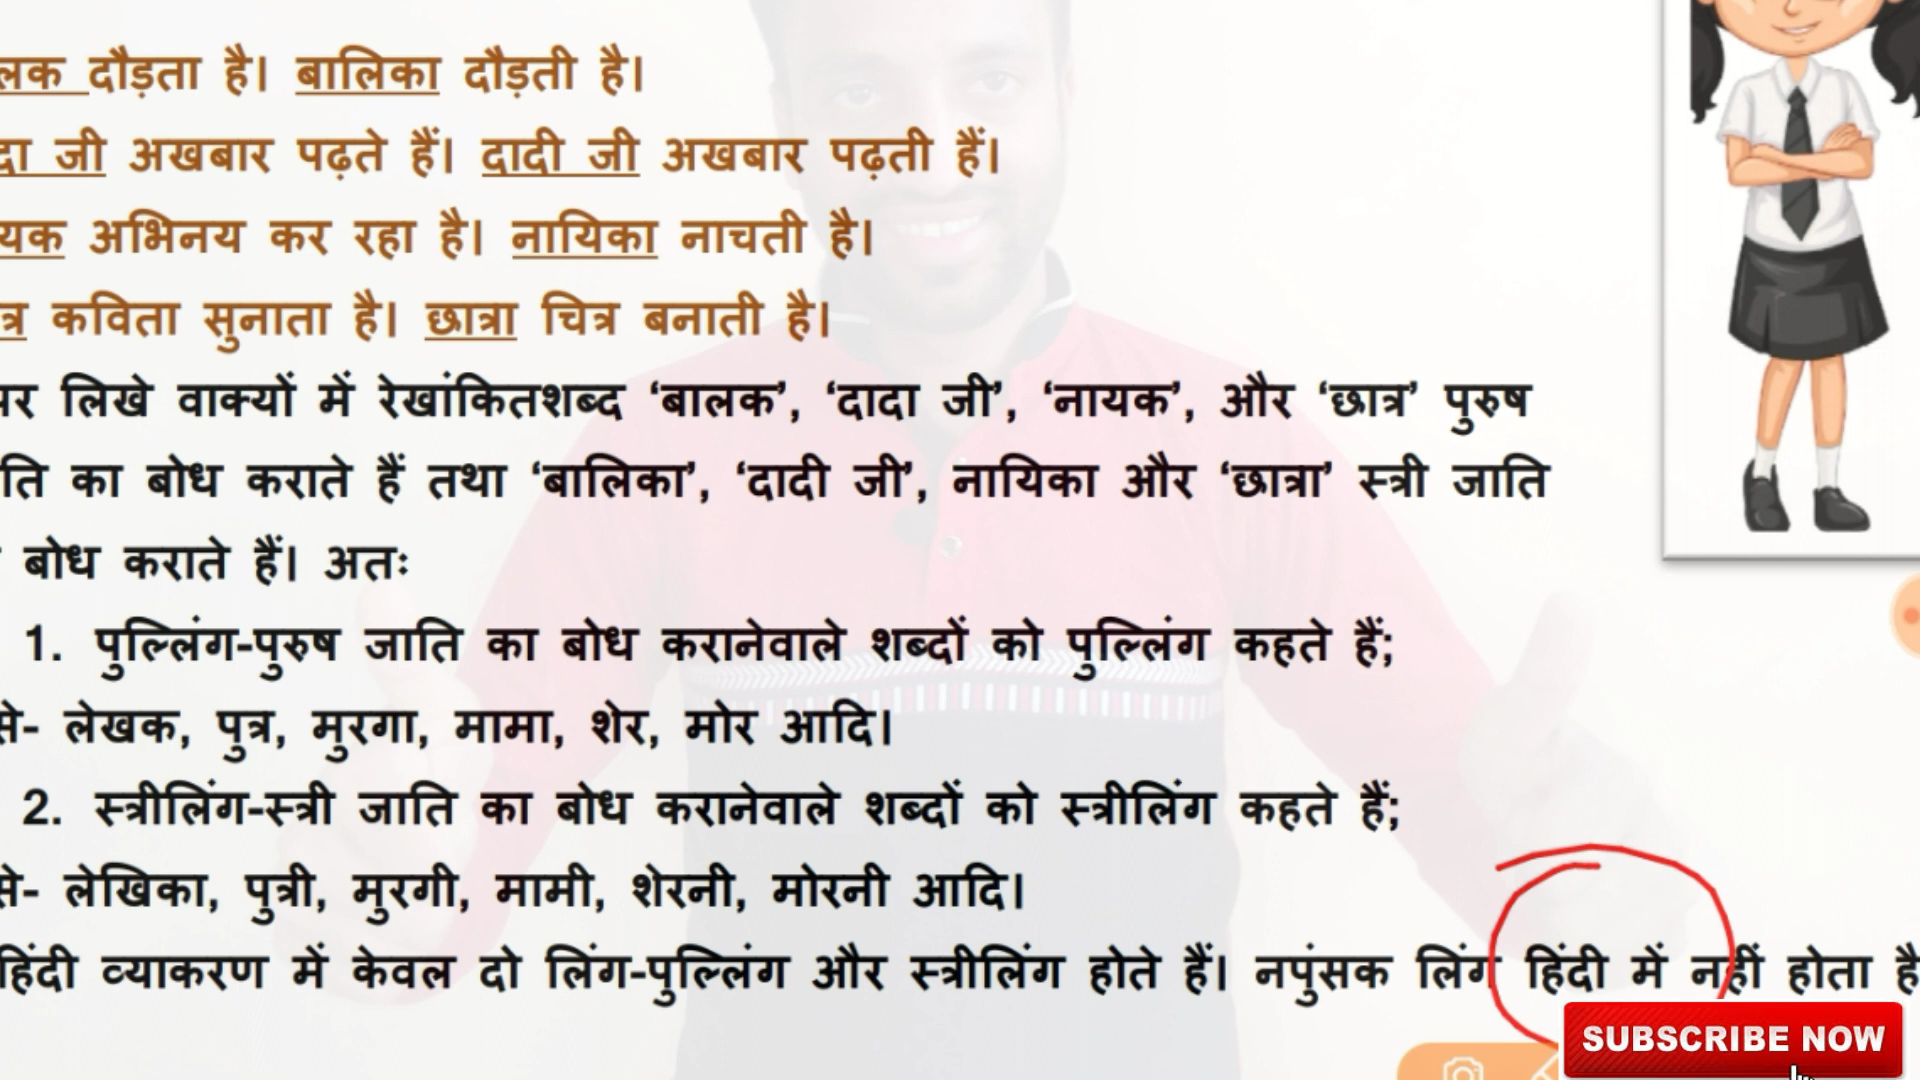 दौड़ता है। बालिका दौड़ती है।
जी अखबार पढ़ते हैं। दादी जी अखबार पढ़ती हैं।
अभिनय कर रहा है। नायिका नाचती है।
कविता सुनाता है। छात्रा चित्र बनाती है।
लिखे वाक्यों में रेखांकितशब्द ‘बालक’, ‘दादा जी’, ‘नायक’, और ‘छात्र’ पुरुष
का बोध कराते हैं तथा ‘बालिका’, ‘दादी जी’, नायिका और ‘छात्रा’ स्त्री जाति
बोध कराते हैं। अतः
1. पुल्लिंग-पुरुष जाति का बोध करानेवाले शब्दों को पुल्लिंग कहते हैं;
लेखक, पुत्र, मुरगा, मामा, शेर, मोर आदि।
2. स्त्रीलिंग-स्त्री जाति का बोध करानेवाले शब्दों को स्त्रीलिंग कहते हैं;
लेखिका, पुत्री, मुरगी, मामी, शेरनी, मोरनी आदि।
हिंदी व्याकरण में केवल दो लिंग-पुल्लिंग और स्त्रीलिंग होते हैं। नपुंसक लिंग हिंदी में नहीं होता है
SUBSCRIBE NOW